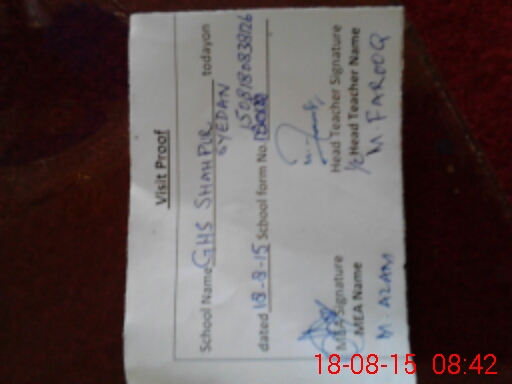 Visit Proof
School Name GHS SHAHPUR today on
SYEDAN
150818083826
dated 18-8-15 School form No.
MEA Signature Head Teacher Signature
MEA Name I/C Head Teacher Name
M. AZAM M. FAROOQ
18-08-15 08:42